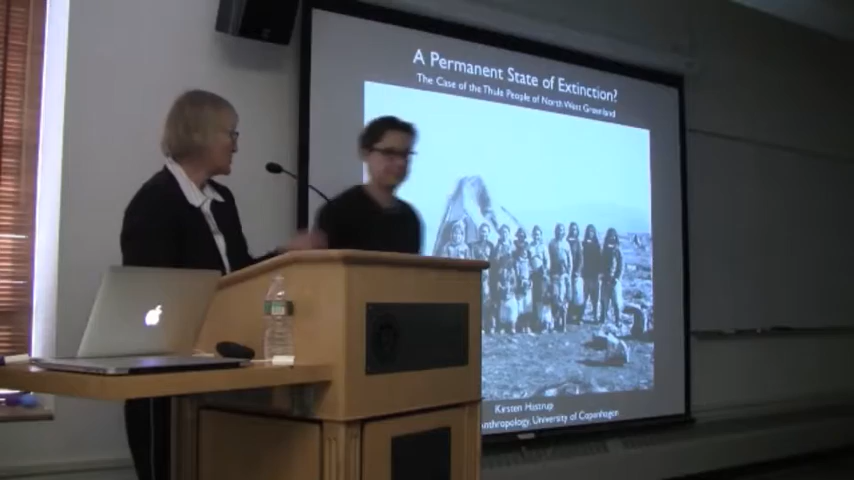 A Permanent State of Extinction?
The Case of the Thule People of North West Greenland
Kirsten Hastrup
Anthropology, University of Copenhagen